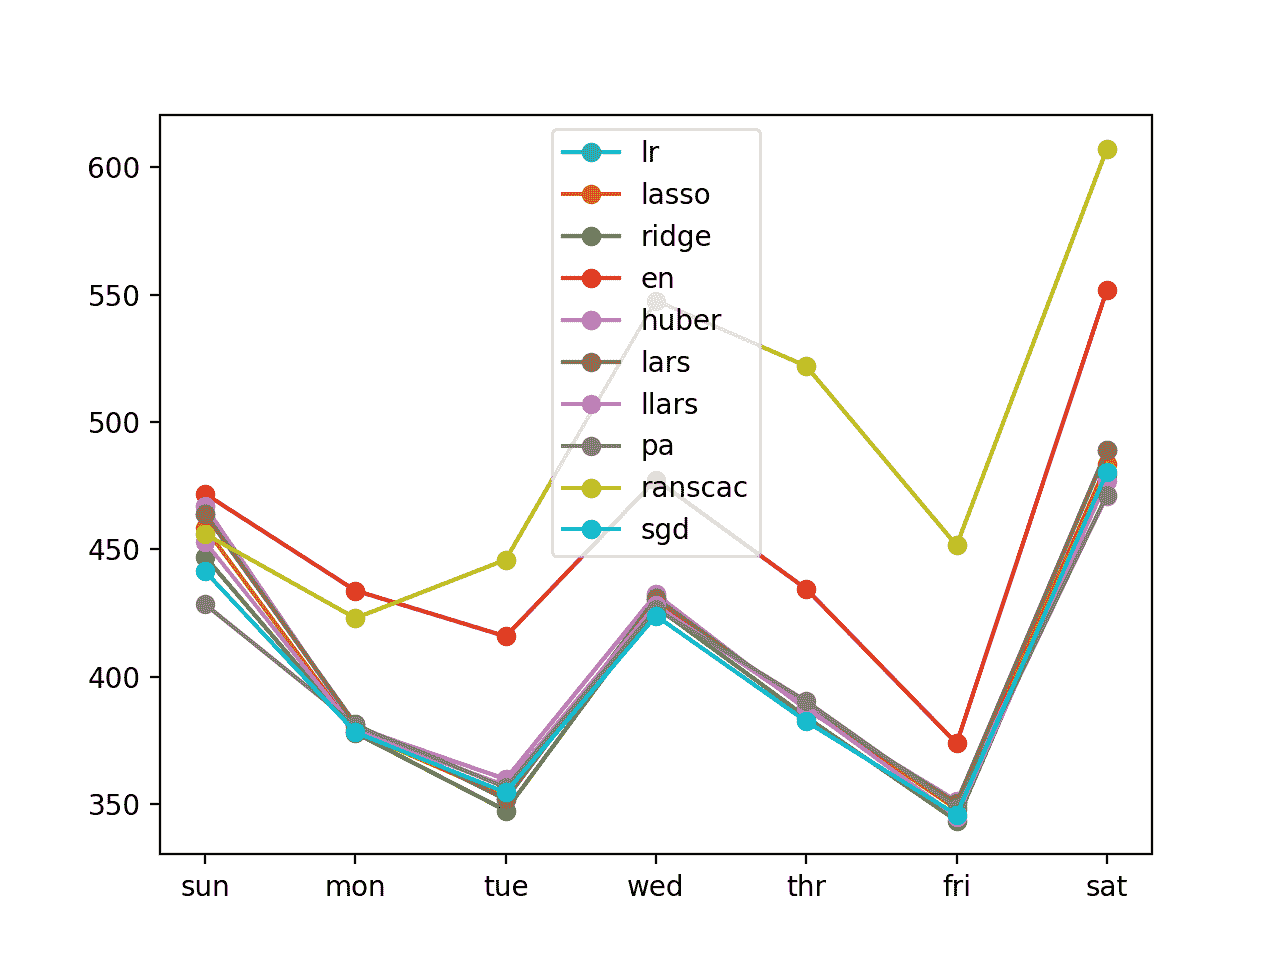 600
550
500
450
400
350
lr
lasso
ridge
en
huber
lars
llars
pa
ranscac
sgd
sun mon tue wed thr fri sat